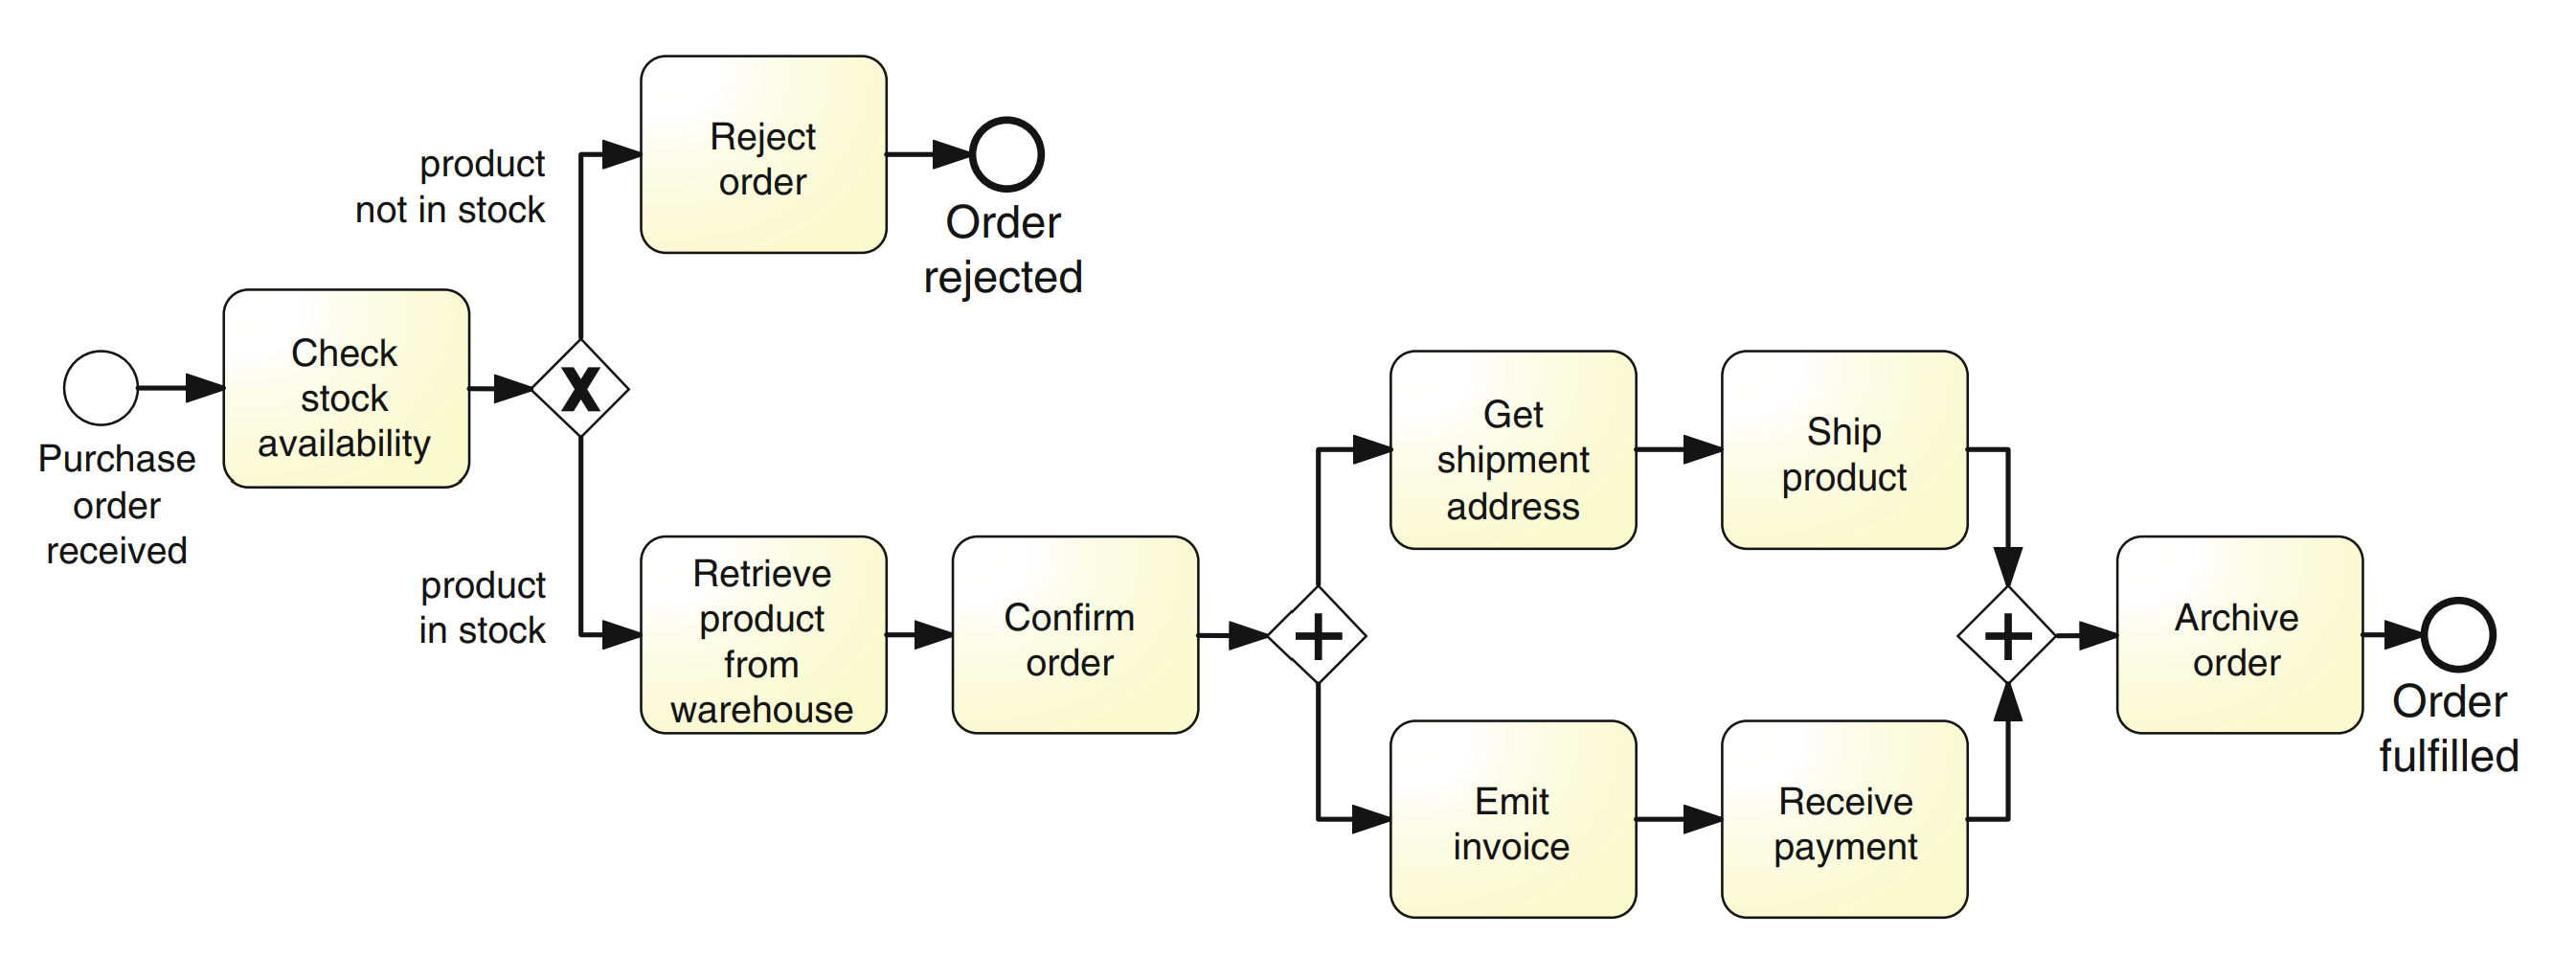 Purchase
order
received
Check
stock
availability
X
product
not in stock
Reject
order
Order
rejected
product
in stock
Retrieve
product
from
warehouse
Confirm
order
Get
shipment
address
Ship
product
Emit
invoice
Receive
payment
Archive
order
Order
fulfilled